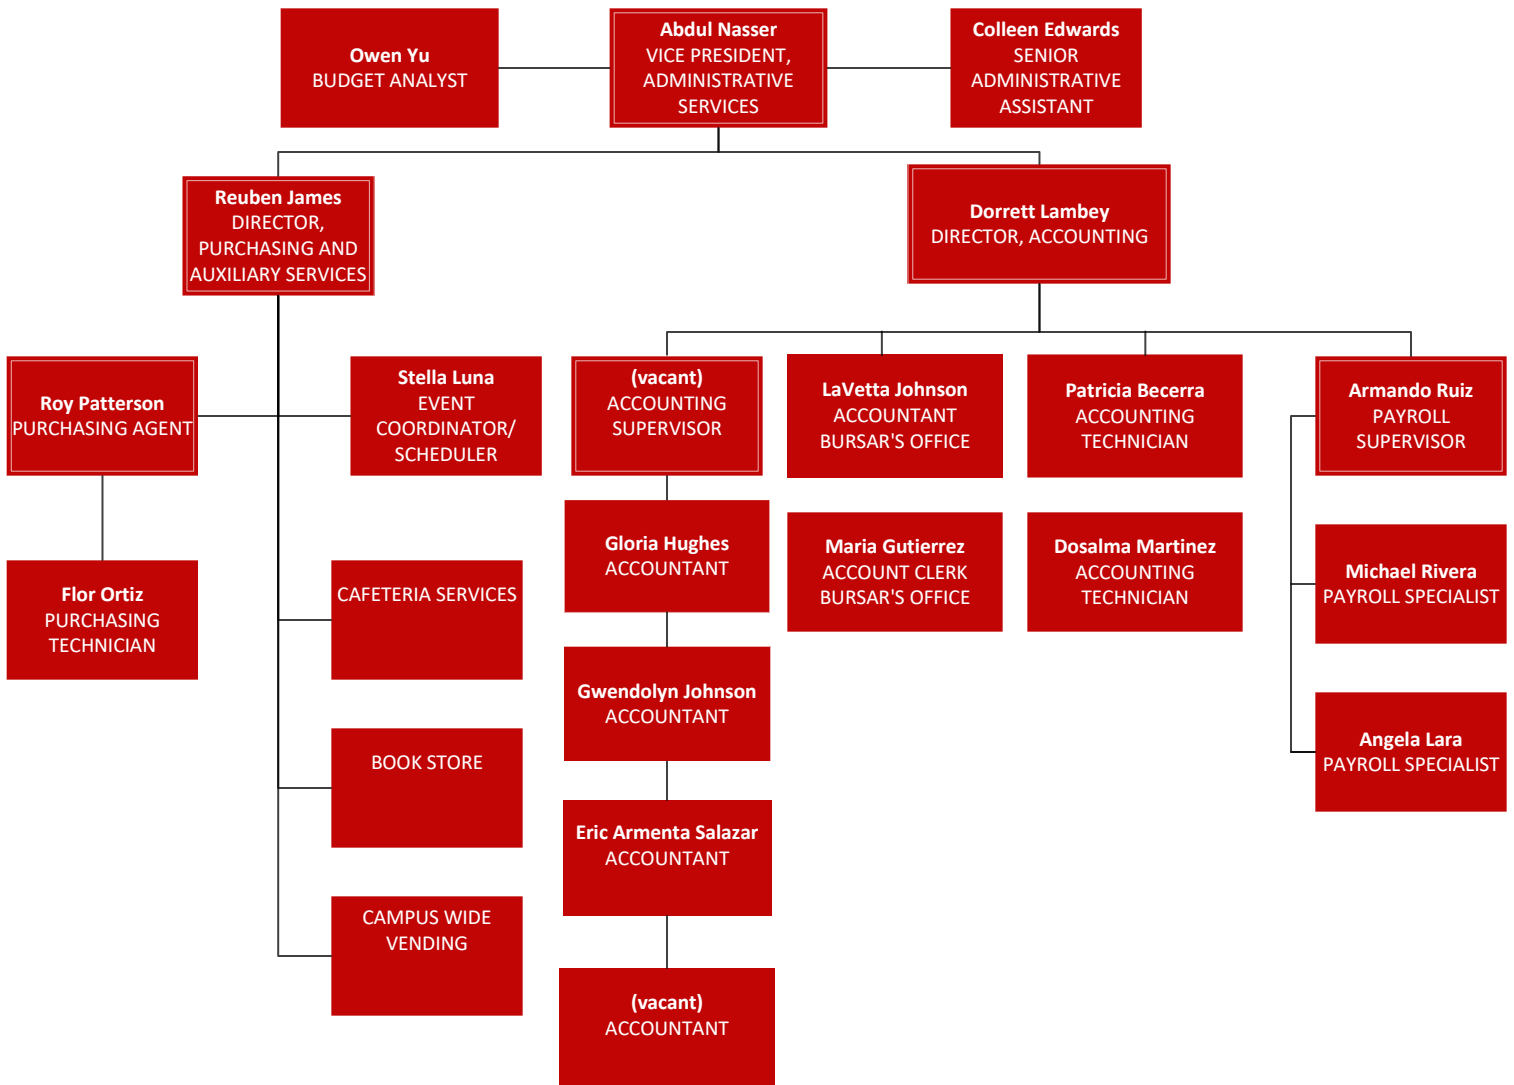 Owen Yu
BUDGET ANALYST
Abdul Nasser
VICE PRESIDENT,
ADMINISTRATIVE
SERVICES
Colleen Edwards
SENIOR
ADMINISTRATIVE
ASSISTANT
Reuben James
DIRECTOR,
PURCHASING AND
AUXILIARY SERVICES
Dorrett Lambey
DIRECTOR, ACCOUNTING
Roy Patterson
PURCHASING AGENT
Stella Luna
EVENT
COORDINATOR/
SCHEDULER
(vacant)
ACCOUNTING
SUPERVISOR
LaVetta Johnson
ACCOUNTANT
BURSAR'S OFFICE
Patricia Becerra
ACCOUNTING
TECHNICIAN
Armando Ruiz
PAYROLL
SUPERVISOR
Flor Ortiz
PURCHASING
TECHNICIAN
CAFETERIA SERVICES
Gloria Hughes
ACCOUNTANT
Maria Gutierrez
ACCOUNT CLERK
BURSAR'S OFFICE
Dosalma Martinez
ACCOUNTING
TECHNICIAN
Michael Rivera
PAYROLL SPECIALIST
Gwendolyn Johnson
ACCOUNTANT
BOOK STORE
Angela Lara
PAYROLL SPECIALIST
Eric Armenta Salazar
ACCOUNTANT
CAMPUS WIDE
VENDING
(vacant)
ACCOUNTANT